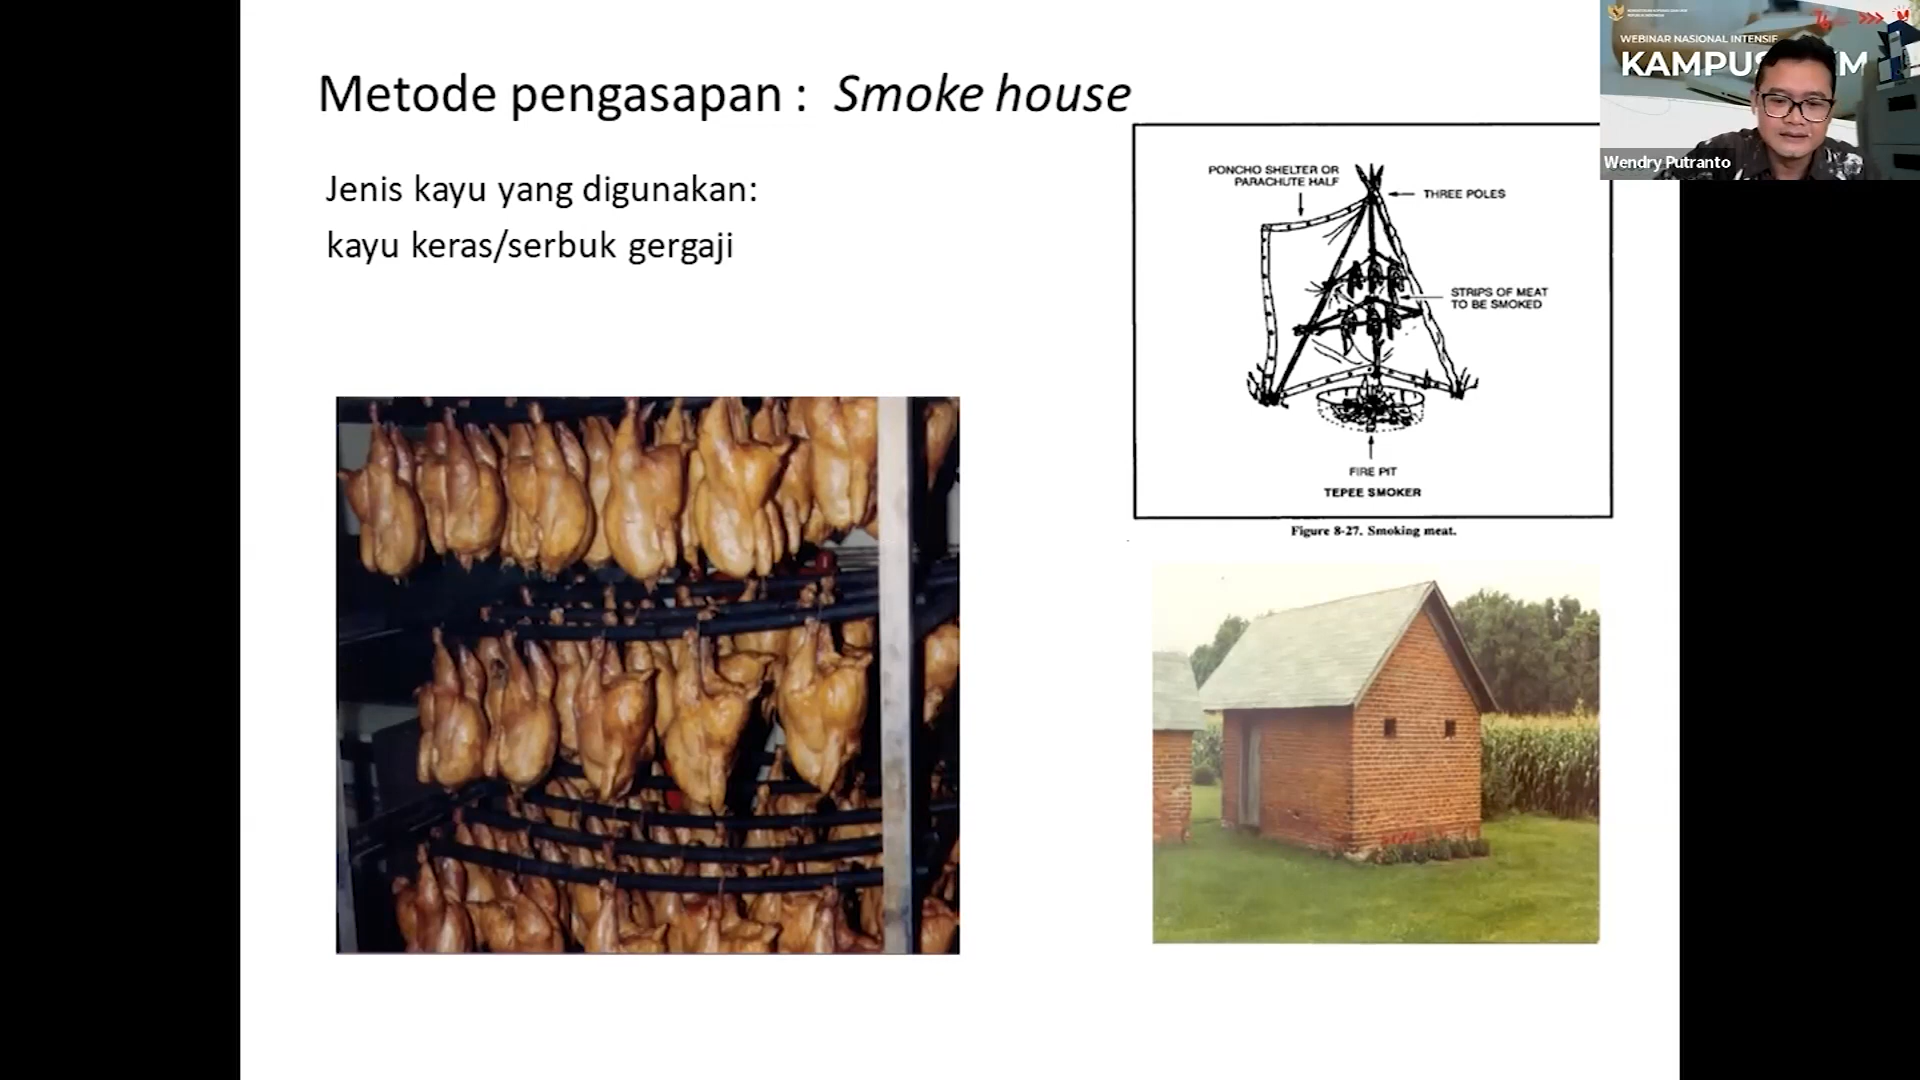 Metode pengasapan : Smoke house
Jenis kayu yang digunakan:
kayu keras/serbuk gergaji
PONCHO SHELTER OR
PARACHUTE HALF
THREE POLES
STRIPS OF MEAT
TO BE SMOKED
FIRE PIT
TEPEE SMOKER
Figure 8-27. Smoking meat.
WEBINAR NASIONAL INTENSIF
Wendry Putranto